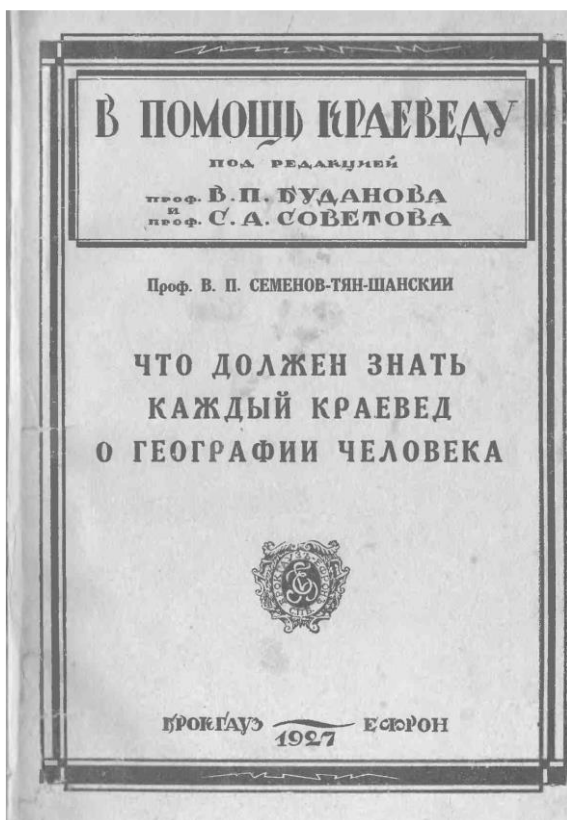 В ПОМОЩЬ КРАЕВЕДУ
ПОД РЕДАКЦИЕЙ
ПРОФ. В. П. БУДАНОВА
И
ПРОФ. С. А. СОВЕТОВА
Проф. В. П. СЕМЕНОВ-ТЯН-ШАНСКИИ
ЧТО ДОЛЖЕН ЗНАТЬ
КАЖДЫЙ КРАЕВЕД
О ГЕОГРАФИИ ЧЕЛОВЕКА
БРОКГАУЗ ЕФРОН
1927